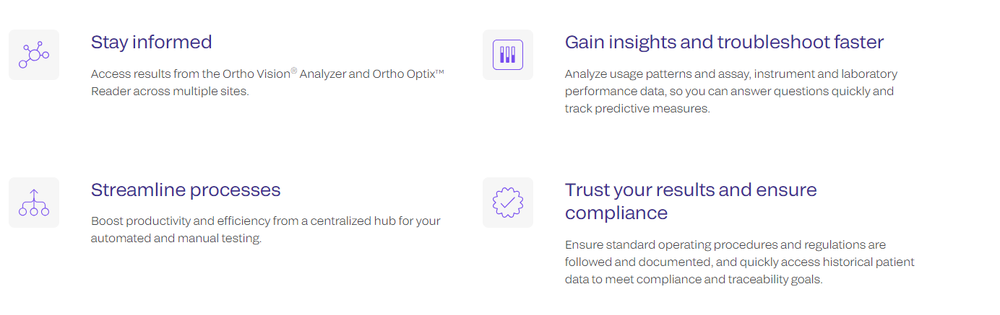 Stay informed
Access results from the Ortho Vision® Analyzer and Ortho Optix™
Reader across multiple sites.
Gain insights and troubleshoot faster
Analyze usage patterns and assay, instrument and laboratory
performance data, so you can answer questions quickly and
track predictive measures.
Streamline processes
Boost productivity and efficiency from a centralized hub for your
automated and manual testing.
Trust your results and ensure
compliance
Ensure standard operating procedures and regulations are
followed and documented, and quickly access historical patient
data to meet compliance and traceability goals.